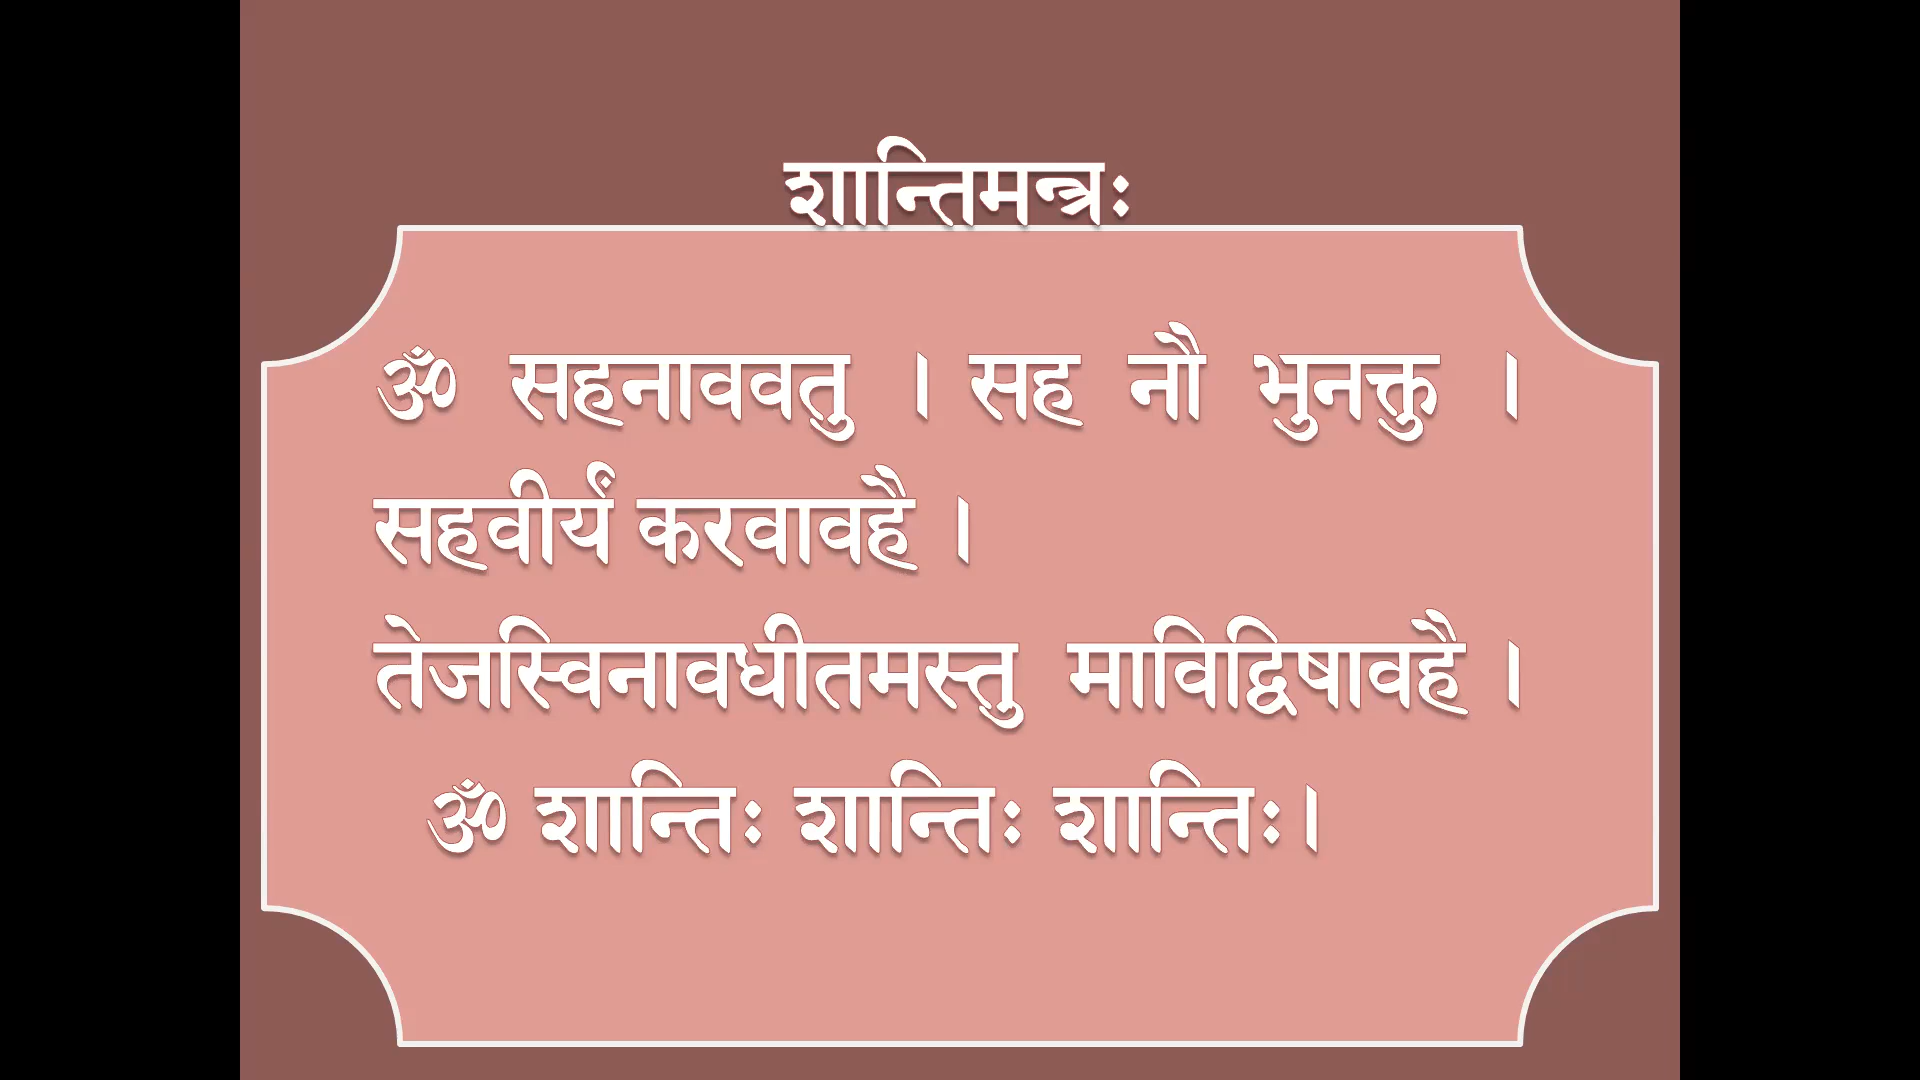 शान्तिमन्त्रः
ॐ सहनाववतु । सह नौ भुनक्तु ।
सहवीर्यं करवावहै ।
तेजस्विनावधीतमस्तु माविद्विषावहै ।
ॐ शान्तिः शान्तिः शान्तिः।